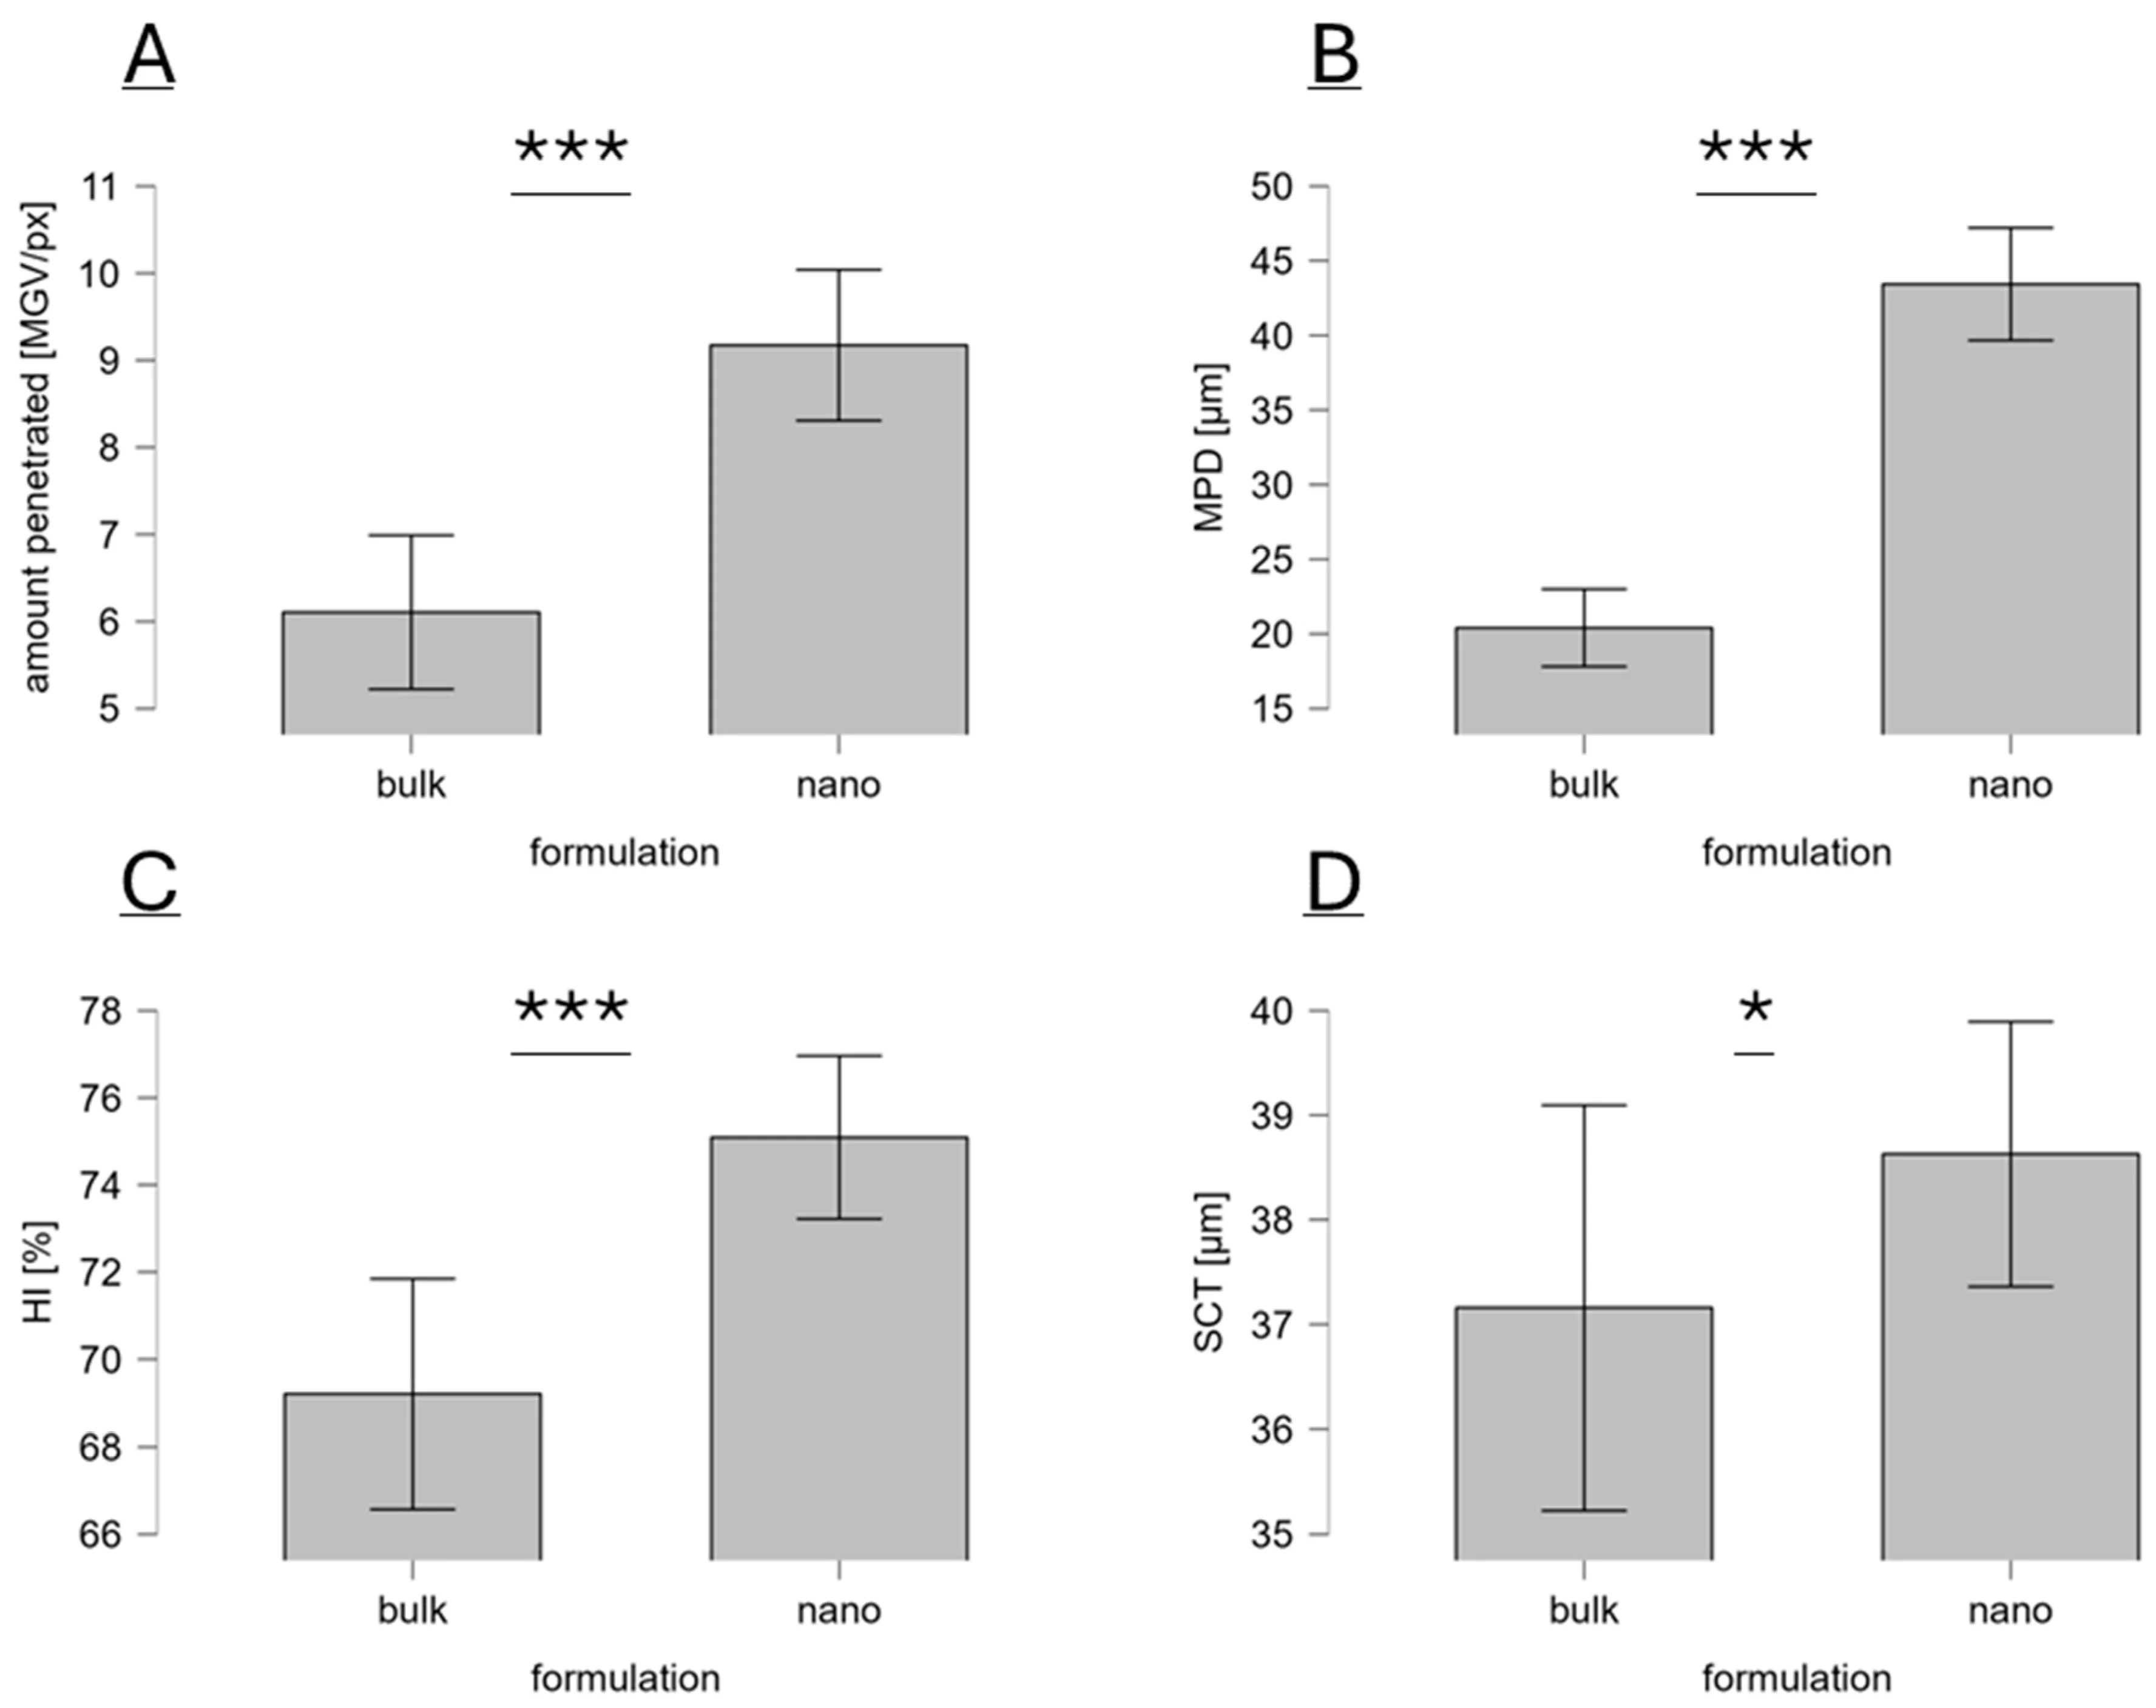 A
***
11
10
9
8
7
6
5
amount penetrated [MGV/px]
bulk nano
formulation
B
***
50
45
40
35
30
25
20
15
MPD [µm]
bulk nano
formulation
C
***
78
76
74
72
70
68
66
HI [%]
bulk nano
formulation
D
*
40
39
38
37
36
35
SCT [µm]
bulk nano
formulation